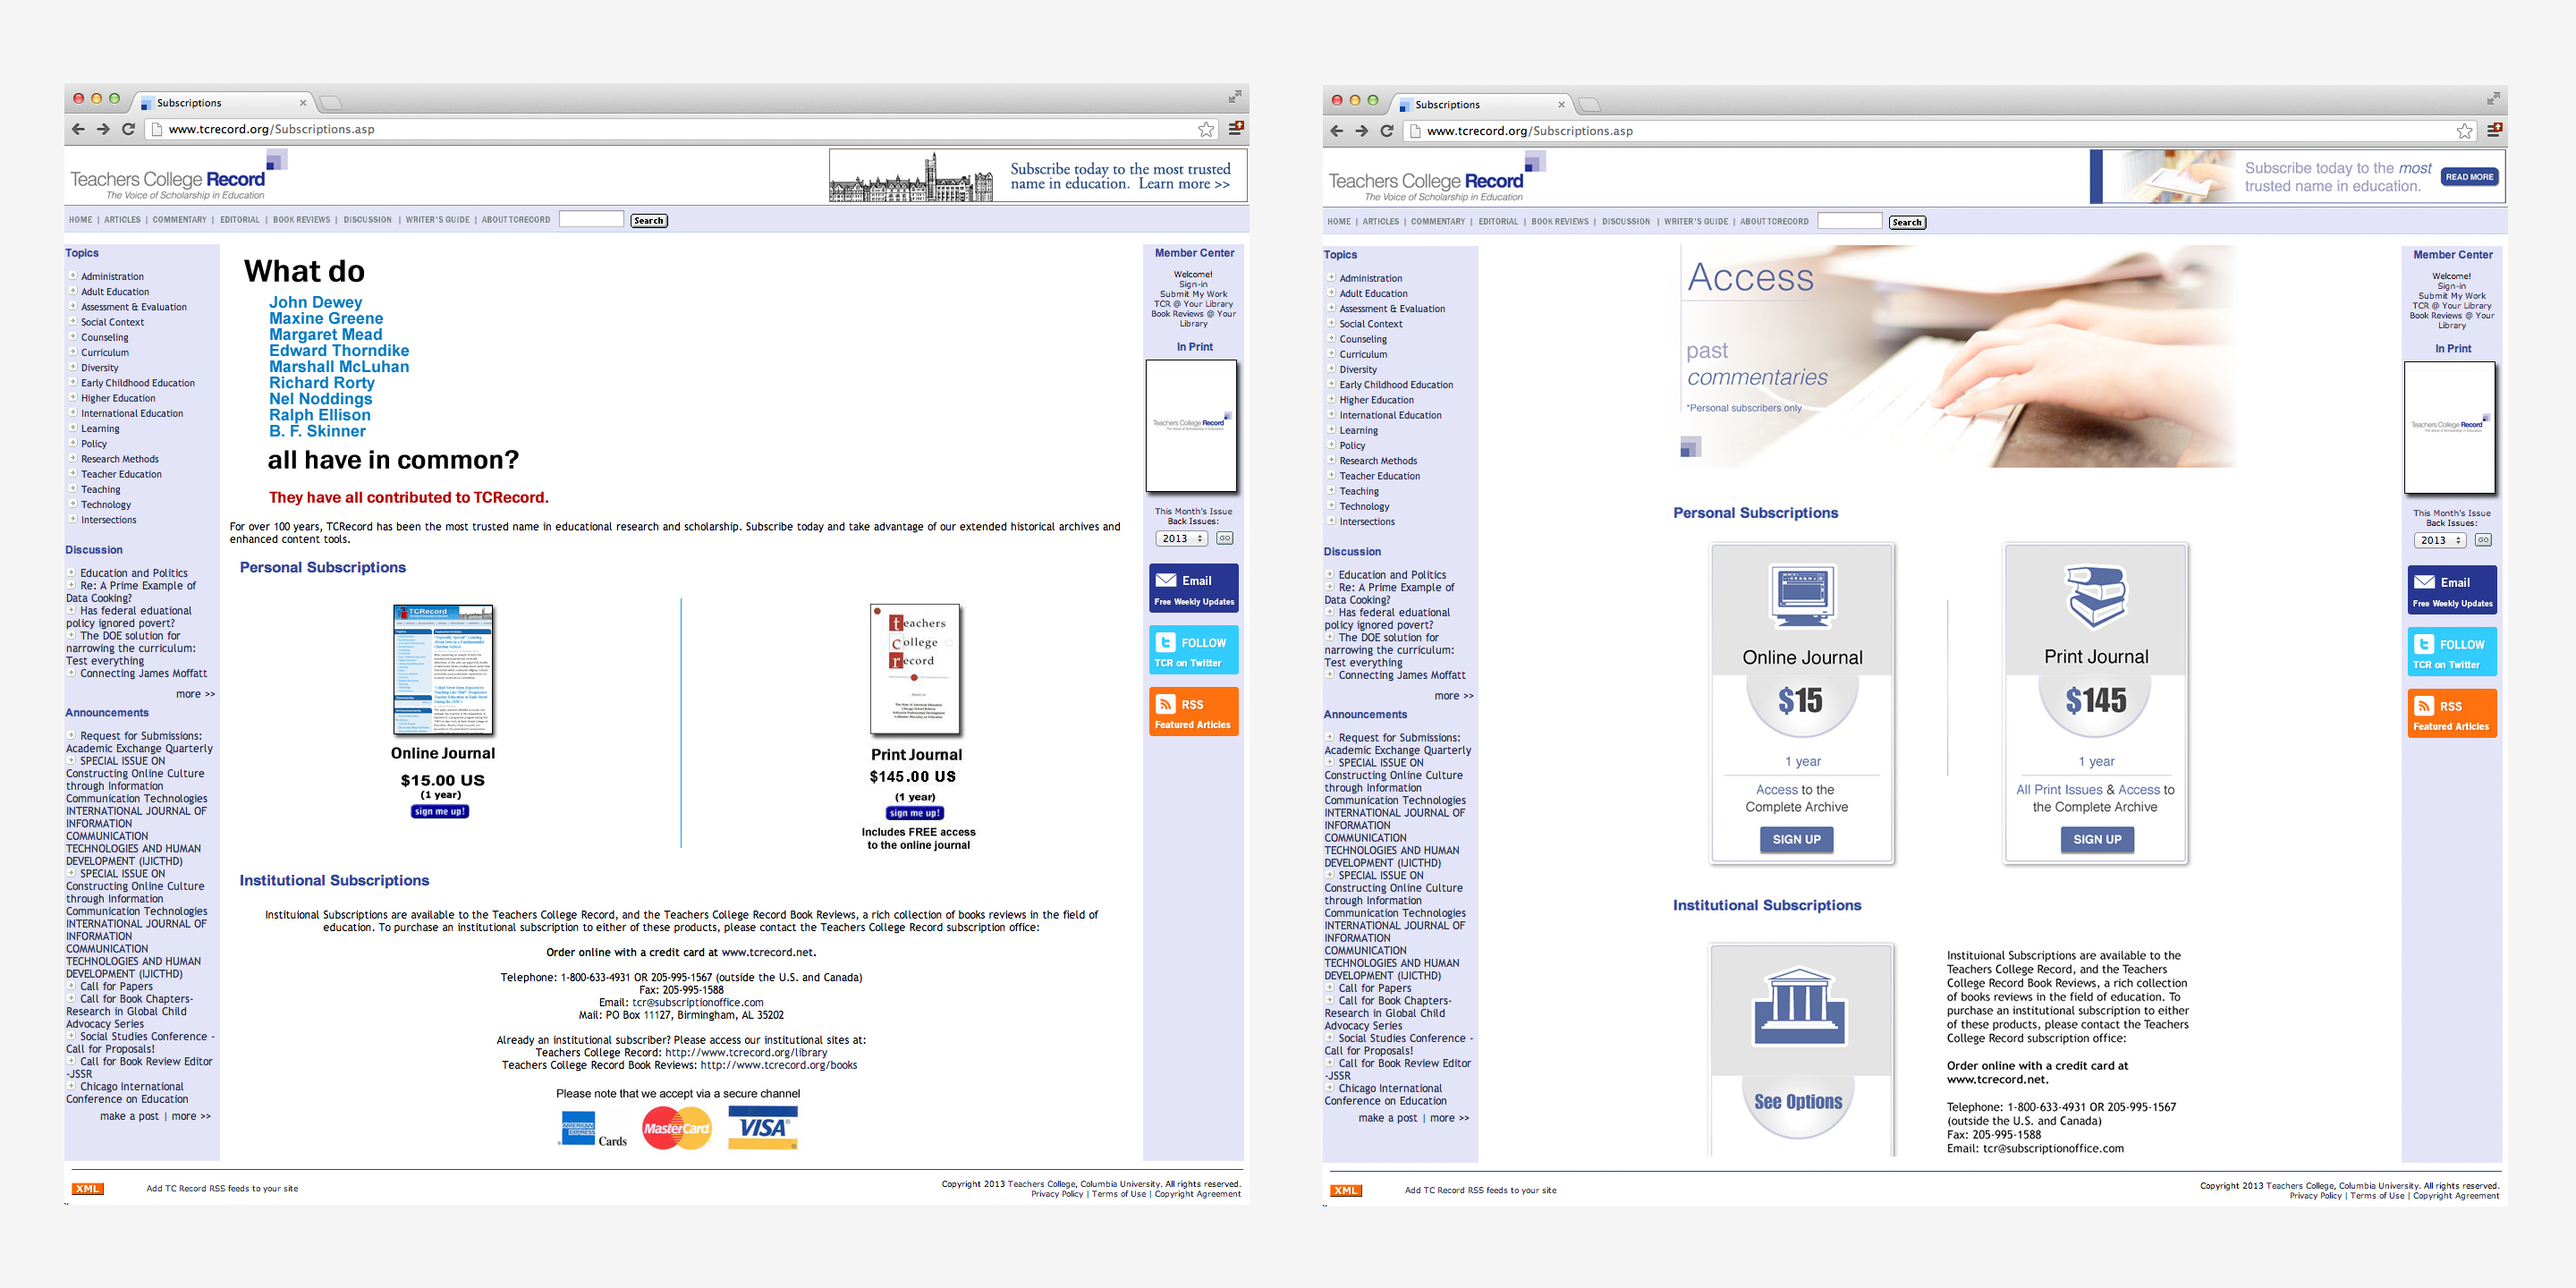 Subscriptions
www.tcrecord.org/Subscriptions.asp
Teachers College Record
The Voice of Scholarship in Education
Subscribe today to the most trusted
name in education. Learn more >>
HOME | ARTICLES | COMMENTARY | EDITORIAL | BOOK REVIEWS | DISCUSSION | WRITER'S GUIDE | ABOUT TCRECORD
Search
Topics
Administration
Adult Education
Assessment & Evaluation
Social Context
Counseling
Curriculum
Diversity
Early Childhood Education
Higher Education
International Education
Learning
Policy
Research Methods
Teacher Education
Teaching
Technology
Intersections
Discussion
Education and Politics
Re: A Prime Example of
Data Cooking?
Has federal eduational
policy ignored povert?
The DOE solution for
narrowing the curriculum:
Test everything
Connecting James Moffatt
more >>
Announcements
Request for Submissions:
Academic Exchange Quarterly
SPECIAL ISSUE ON
Constructing Online Culture
through Information
Communication Technologies
INTERNATIONAL JOURNAL OF
INFORMATION
COMMUNICATION
TECHNOLOGIES AND HUMAN
DEVELOPMENT (IJICTHD)
SPECIAL ISSUE ON
Constructing Online Culture
through Information
Communication Technologies
INTERNATIONAL JOURNAL OF
INFORMATION
COMMUNICATION
TECHNOLOGIES AND HUMAN
DEVELOPMENT (IJICTHD)
Call for Papers
Call for Book Chapters-
Research in Global Child
Advocacy Series
Social Studies Conference -
Call for Proposals!
Call for Book Review Editor
-JSSR
Chicago International
Conference on Education
make a post | more >>
What do
John Dewey
Maxine Greene
Margaret Mead
Edward Thorndike
Marshall McLuhan
Richard Rorty
Nel Noddings
Ralph Ellison
B. F. Skinner
all have in common?
They have all contributed to TCRecord.
For over 100 years, TCRecord has been the most trusted name in educational research and scholarship. Subscribe today and take advantage of our extended historical archives and
enhanced content tools.
Personal Subscriptions
TCRecord
Online Journal
$15.00 US
(1 year)
sign me up!
teachers
college
record
Print Journal
$145.00 US
(1 year)
sign me up!
Includes FREE access
to the online journal
Institutional Subscriptions
Instituional Subscriptions are available to the Teachers College Record, and the Teachers College Record Book Reviews, a rich collection of books reviews in the field of
education. To purchase an institutional subscription to either of these products, please contact the Teachers College Record subscription office:
Order online with a credit card at www.tcrecord.net.
Telephone: 1-800-633-4931 OR 205-995-1567 (outside the U.S. and Canada)
Fax: 205-995-1588
Email: tcr@subscriptionoffice.com
Mail: PO Box 11127, Birmingham, AL 35202
Already an institutional subscriber? Please access our institutional sites at:
Teachers College Record: http://www.tcrecord.org/library
Teachers College Record Book Reviews: http://www.tcrecord.org/books
Please note that we accept via a secure channel
AMERICAN EXPRESS
Cards
MasterCard
VISA
Member Center
Welcome!
Sign-in
Submit My Work
TCR @ Your Library
Book Reviews @ Your
Library
In Print
Teachers College Record
The Voice of Scholarship in Education
This Month's Issue
Back Issues:
2013
GO
Email
Free Weekly Updates
FOLLOW
TCR on Twitter
RSS
Featured Articles
XML
Add TC Record RSS feeds to your site
Copyright 2013 Teachers College, Columbia University. All rights reserved.
Privacy Policy | Terms of Use | Copyright Agreement
Subscriptions
www.tcrecord.org/Subscriptions.asp
Teachers College Record
The Voice of Scholarship in Education
Subscribe today to the most
trusted name in education.
READ MORE
HOME | ARTICLES | COMMENTARY | EDITORIAL | BOOK REVIEWS | DISCUSSION | WRITER'S GUIDE | ABOUT TCRECORD
Search
Topics
Administration
Adult Education
Assessment & Evaluation
Social Context
Counseling
Curriculum
Diversity
Early Childhood Education
Higher Education
International Education
Learning
Policy
Research Methods
Teacher Education
Teaching
Technology
Intersections
Discussion
Education and Politics
Re: A Prime Example of
Data Cooking?
Has federal eduational
policy ignored povert?
The DOE solution for
narrowing the curriculum:
Test everything
Connecting James Moffatt
more >>
Announcements
Request for Submissions:
Academic Exchange Quarterly
SPECIAL ISSUE ON
Constructing Online Culture
through Information
Communication Technologies
INTERNATIONAL JOURNAL OF
INFORMATION
COMMUNICATION
TECHNOLOGIES AND HUMAN
DEVELOPMENT (IJICTHD)
SPECIAL ISSUE ON
Constructing Online Culture
through Information
Communication Technologies
INTERNATIONAL JOURNAL OF
INFORMATION
COMMUNICATION
TECHNOLOGIES AND HUMAN
DEVELOPMENT (IJICTHD)
Call for Papers
Call for Book Chapters-
Research in Global Child
Advocacy Series
Social Studies Conference -
Call for Proposals!
Call for Book Review Editor
-JSSR
Chicago International
Conference on Education
make a post | more >>
Access
past
commentaries
*Personal subscribers only
Personal Subscriptions
Online Journal
$15
1 year
Access to the
Complete Archive
SIGN UP
Print Journal
$145
1 year
All Print Issues & Access to
the Complete Archive
SIGN UP
Institutional Subscriptions
See Options
Instituional Subscriptions are available to the
Teachers College Record, and the Teachers
College Record Book Reviews, a rich collection
of books reviews in the field of education. To
purchase an institutional subscription to either
of these products, please contact the Teachers
College Record subscription office:
Order online with a credit card at
www.tcrecord.net.
Telephone: 1-800-633-4931 OR 205-995-1567
(outside the U.S. and Canada)
Fax: 205-995-1588
Email: tcr@subscriptionoffice.com
Member Center
Welcome!
Sign-in
Submit My Work
TCR @ Your Library
Book Reviews @ Your
Library
In Print
Teachers College Record
The Voice of Scholarship in Education
This Month's Issue
Back Issues:
2013
GO
Email
Free Weekly Updates
FOLLOW
TCR on Twitter
RSS
Featured Articles
XML
Add TC Record RSS feeds to your site
Copyright 2013 Teachers College, Columbia University. All rights reserved.
Privacy Policy | Terms of Use | Copyright Agreement